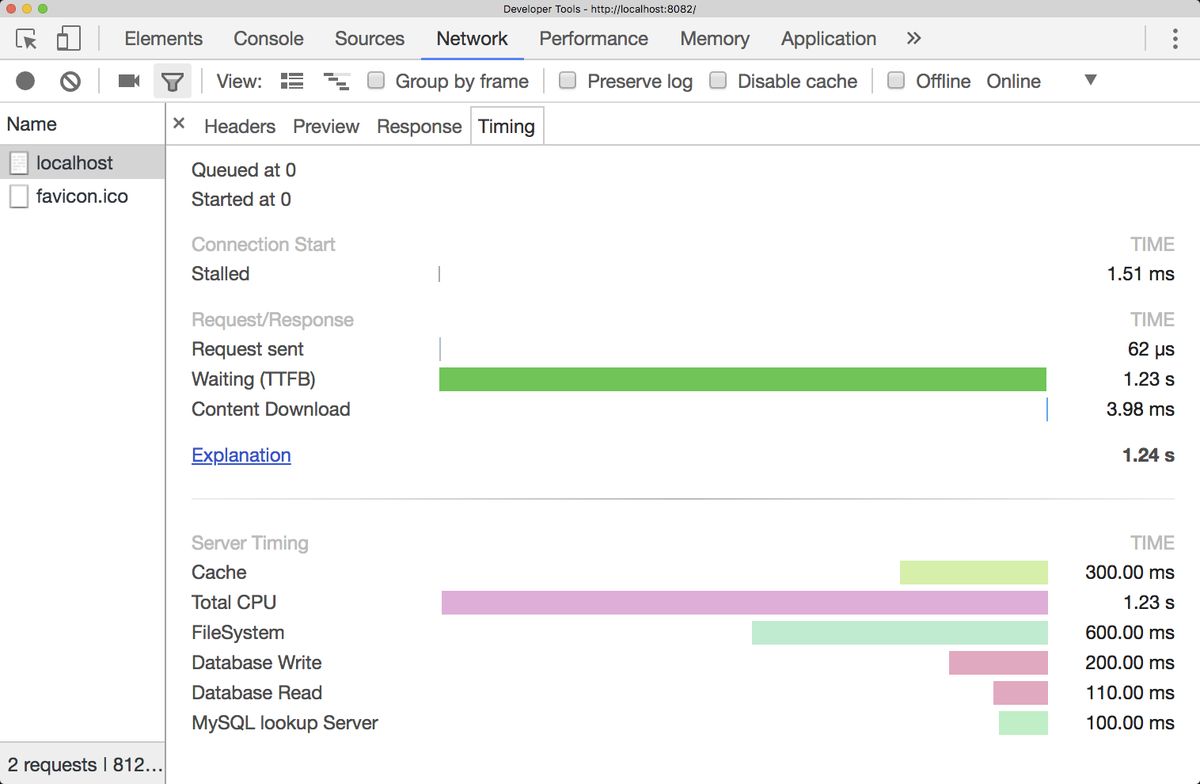 Developer Tools - http://localhost:8082/
Elements Console Sources Network Performance Memory Application »
View: Group by frame Preserve log Disable cache Offline Online ▼
Name × Headers Preview Response Timing
localhost
favicon.ico
Queued at 0
Started at 0
Connection Start TIME
Stalled 1.51 ms
Request/Response TIME
Request sent 62 µs
Waiting (TTFB) 1.23 s
Content Download 3.98 ms
Explanation 1.24 s
Server Timing TIME
Cache 300.00 ms
Total CPU 1.23 s
FileSystem 600.00 ms
Database Write 200.00 ms
Database Read 110.00 ms
MySQL lookup Server 100.00 ms
2 requests | 812...